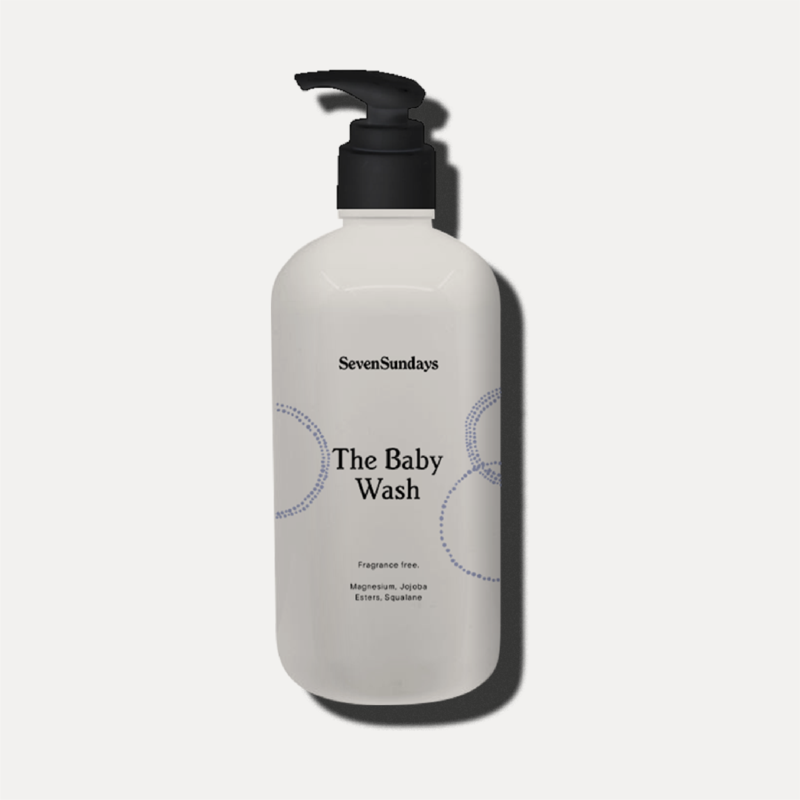 SevenSundays
The Baby
Wash
Fragrance free.
Magnesium, Jojoba
Esters, Squalane